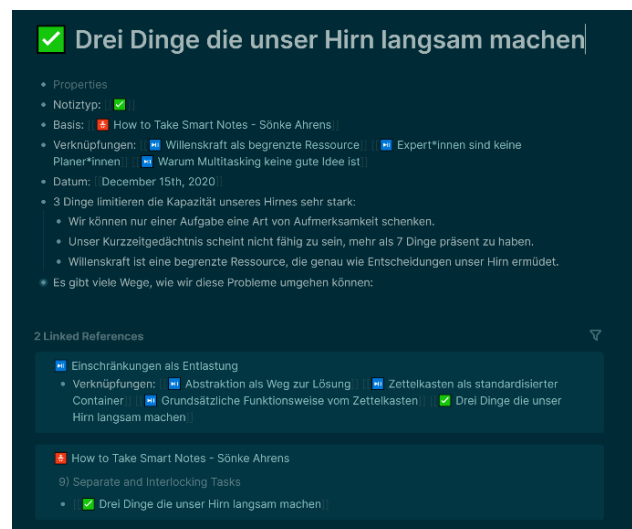 ✅ Drei Dinge die unser Hirn langsam machen
Properties
Notiztyp: [[✅]]
Basis: [[📥 How to Take Smart Notes - Sönke Ahrens]]
Verknüpfungen: [[⏯ Willenskraft als begrenzte Ressource]] [[⏯ Expert*innen sind keine
Planer*innen]] [[⏯ Warum Multitasking keine gute Idee ist]]
Datum: [[December 15th, 2020]]
3 Dinge limitieren die Kapazität unseres Hirnes sehr stark:
Wir können nur einer Aufgabe eine Art von Aufmerksamkeit schenken.
Unser Kurzzeitgedächtnis scheint nicht fähig zu sein, mehr als 7 Dinge präsent zu haben.
Willenskraft ist eine begrenzte Ressource, die genau wie Entscheidungen unser Hirn ermüdet.
Es gibt viele Wege, wie wir diese Probleme umgehen können:
2 Linked References
⏯ Einschränkungen als Entlastung
Verknüpfungen: [[⏯ Abstraktion als Weg zur Lösung]] [[⏯ Zettelkasten als standardisierter
Container]] [[⏯ Grundsätzliche Funktionsweise vom Zettelkasten]] [[✅ Drei Dinge die unser
Hirn langsam machen]]
📥 How to Take Smart Notes - Sönke Ahrens
9) Separate and Interlocking Tasks
[[✅ Drei Dinge die unser Hirn langsam machen]]